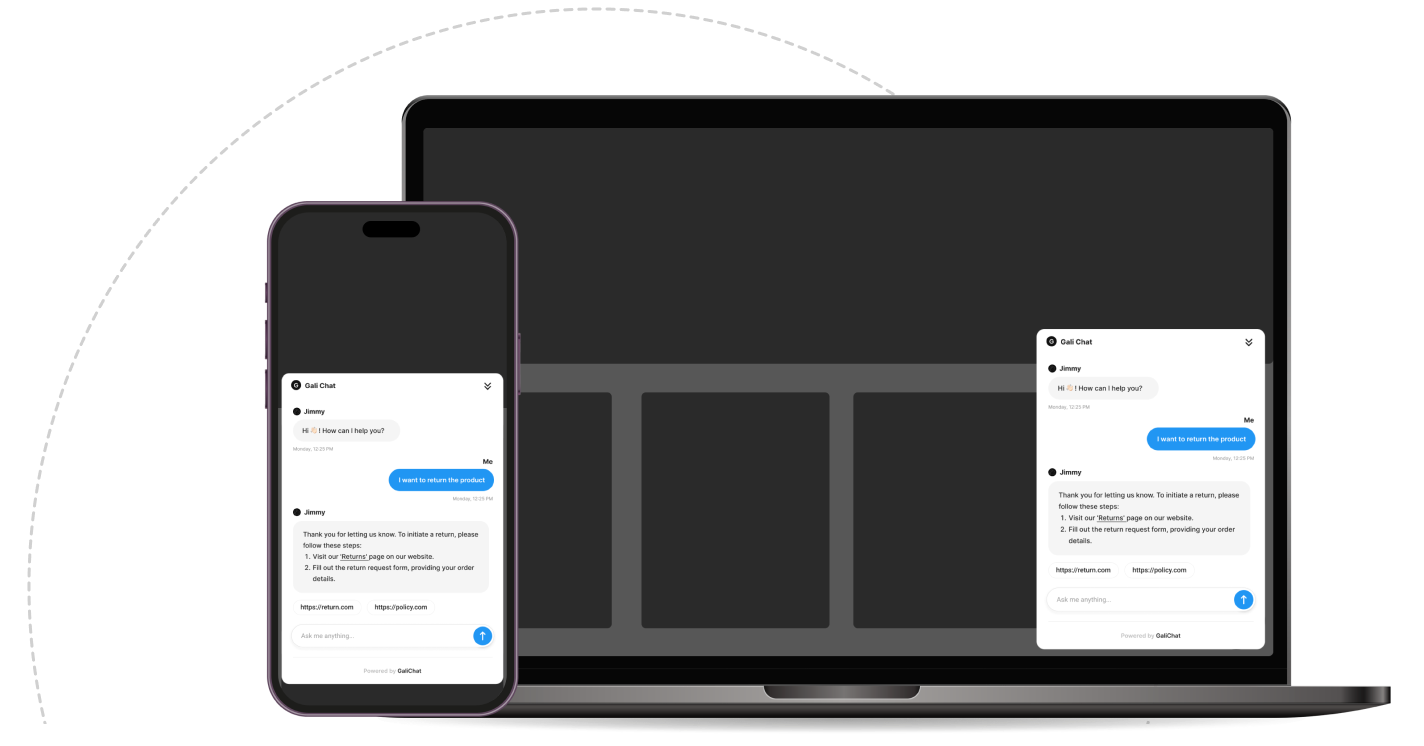 G Gali Chat
Jimmy
Hi 👋🏻 ! How can I help you?
Monday, 12:25 PM
Me
I want to return the product
Monday, 12:25 PM
Jimmy
Thank you for letting us know. To initiate a return, please
follow these steps:
1. Visit our 'Returns' page on our website.
2. Fill out the return request form, providing your order
details.
https://return.com https://policy.com
Ask me anything...
Powered by GaliChat
G Gali Chat
Jimmy
Hi 👋🏻 ! How can I help you?
Monday, 12:25 PM
Me
I want to return the product
Monday, 12:25 PM
Jimmy
Thank you for letting us know. To initiate a return, please
follow these steps:
1. Visit our 'Returns' page on our website.
2. Fill out the return request form, providing your order
details.
https://return.com https://policy.com
Ask me anything...
Powered by GaliChat